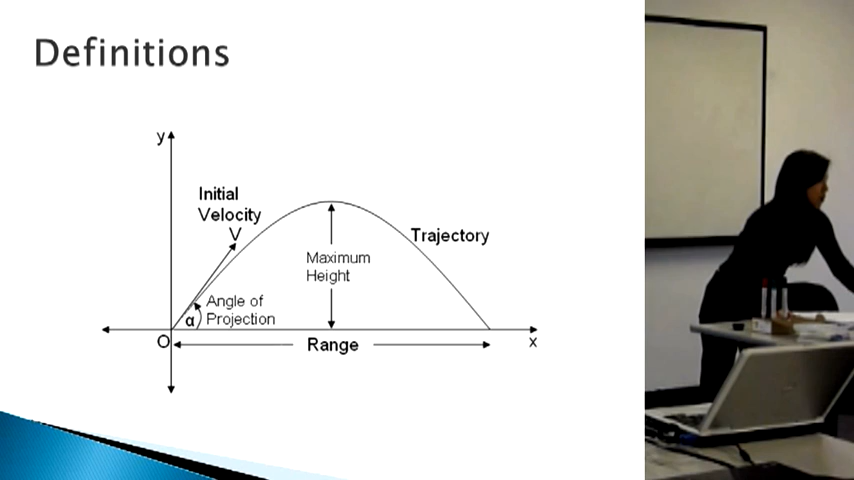 Definitions
y
Initial
Velocity
V
Trajectory
Maximum
Height
Angle of
α Projection
O
Range
x